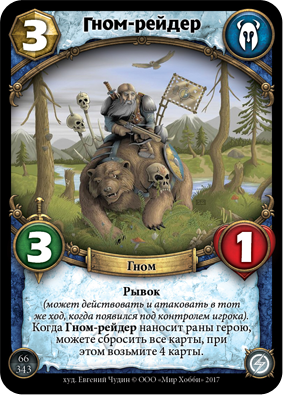 3
Гном-рейдер
3
Гном
1
Рывок
(может действовать и атаковать в тот
же ход, когда появился под контролем игрока).
Когда Гном-рейдер наносит раны герою,
можете сбросить все карты, при
этом возьмите 4 карты.
66
343
худ. Евгений Чудин © ООО «Мир Хобби» 2017